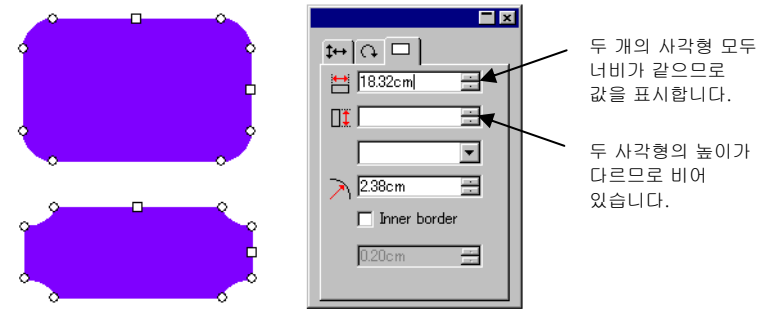 18.32cm
2.38cm
Inner border
0.20cm
두 개의 사각형 모두
너비가 같으므로
값을 표시합니다.
두 사각형의 높이가
다르므로 비어
있습니다.